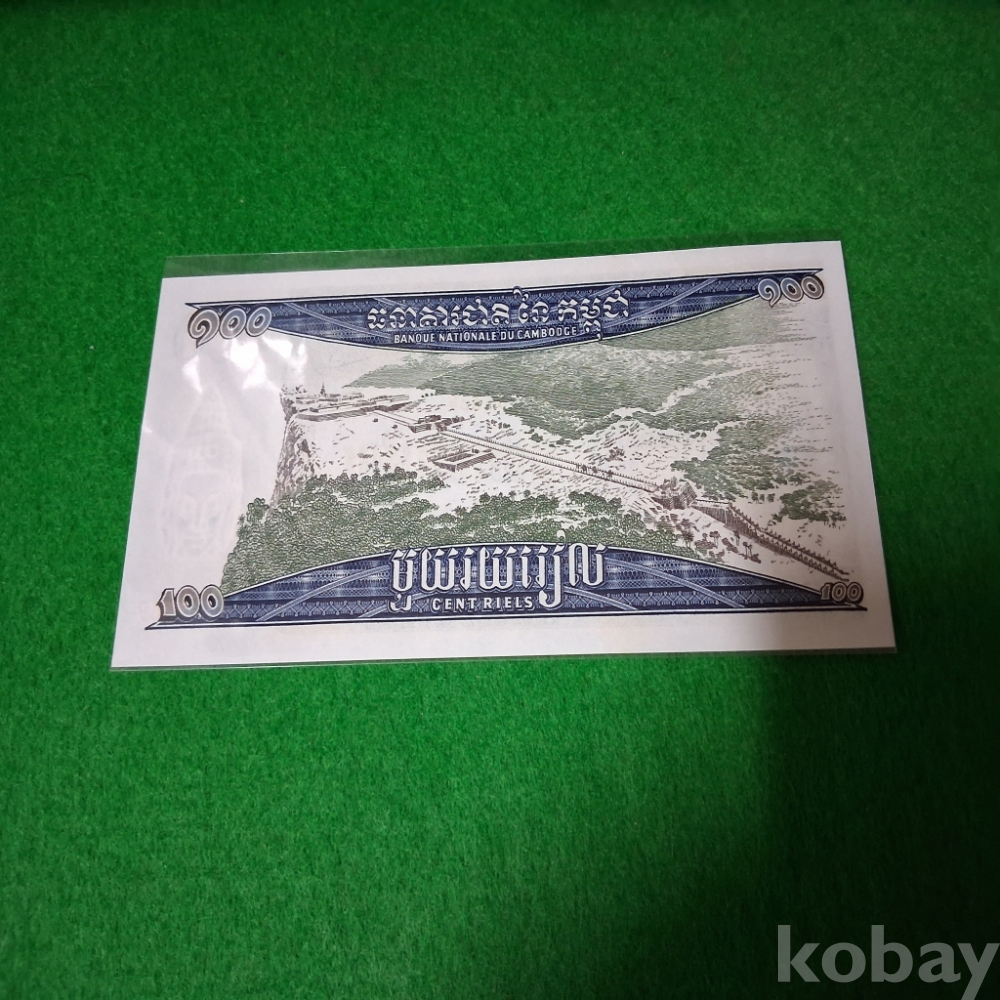 ១០០ ធនាគារជាតិ នៃ កម្ពុជា ១០០
BANQUE NATIONALE DU CAMBODGE
មួយរយរៀល
100 CENT RIELS 100
kobay